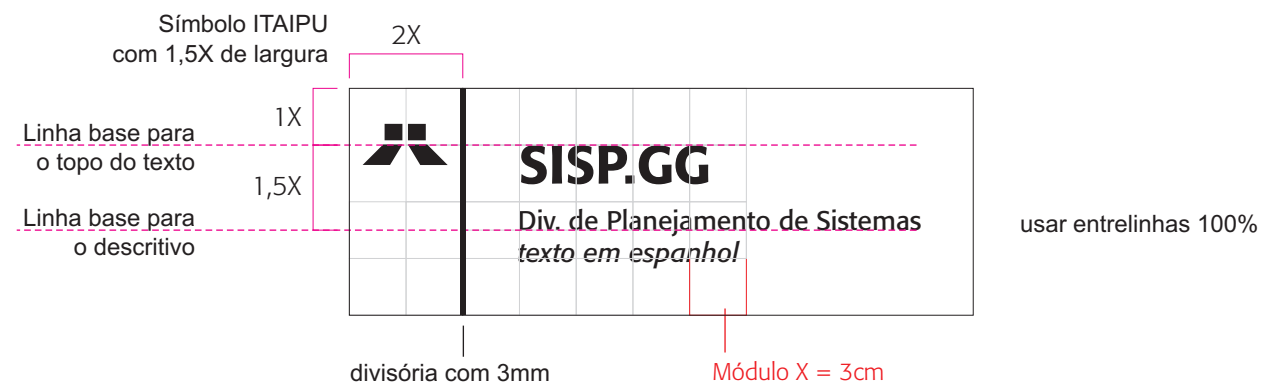 Símbolo ITAIPU
com 1,5X de largura
2X
1X
Linha base para
o topo do texto
SISP.GG
1,5X
Linha base para
o descritivo
Div. de Planejamento de Sistemas
texto em espanhol
usar entrelinhas 100%
divisória com 3mm
Módulo X = 3cm